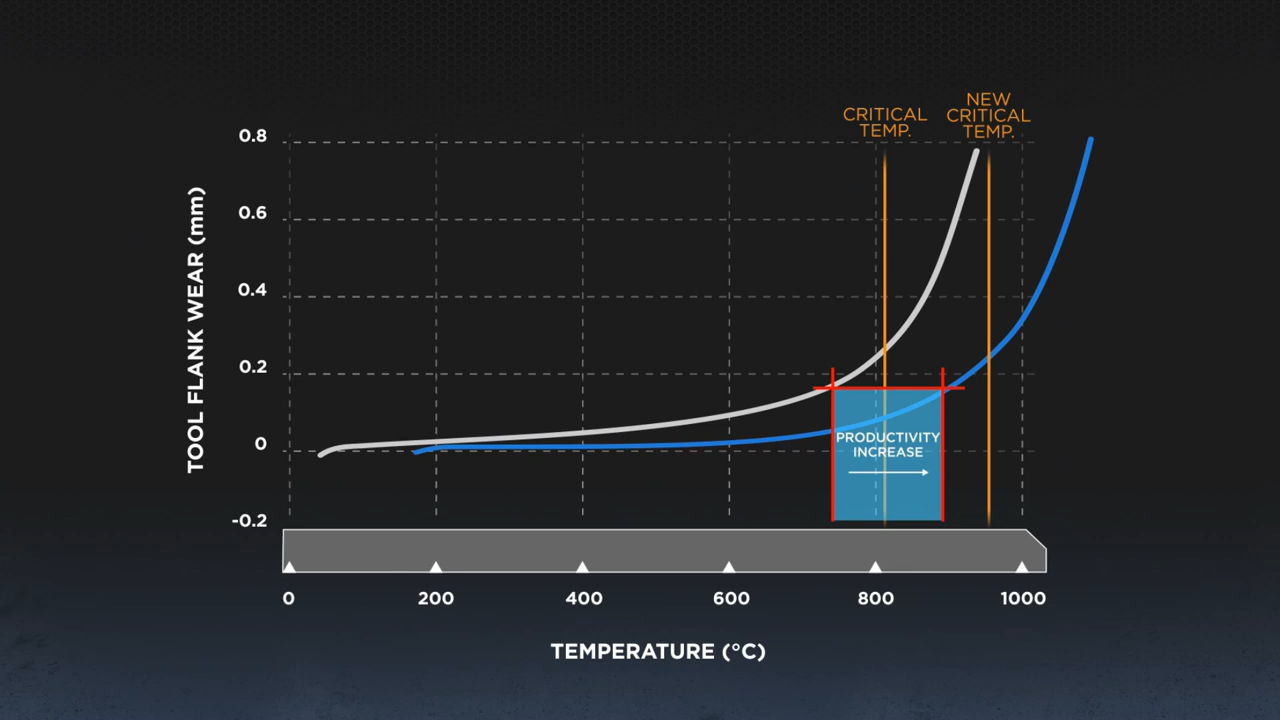 NEW
CRITICAL
TEMP.
CRITICAL
TEMP.
0.8
0.6
0.4
0.2
0
-0.2
TOOL FLANK WEAR (mm)
PRODUCTIVITY
INCREASE
0 200 400 600 800 1000
TEMPERATURE (°C)